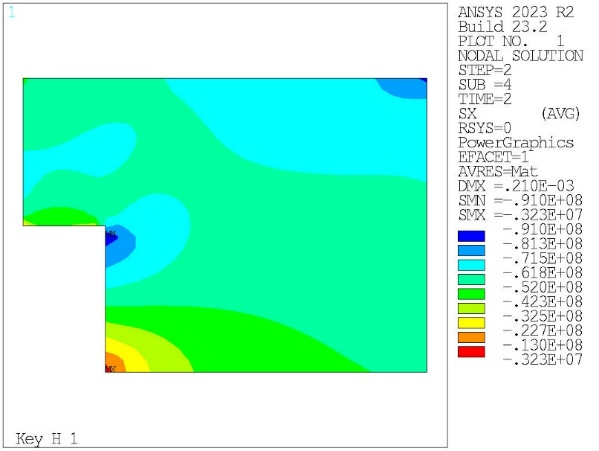 1
ANSYS 2023 R2
Build 23.2
PLOT NO. 1
NODAL SOLUTION
STEP=2
SUB =4
TIME=2
SX (AVG)
RSYS=0
PowerGraphics
EFACET=1
AVRES=Mat
DMX =.210E-03
SMN =-.910E+08
SMX =-.323E+07
-.910E+08
-.813E+08
-.715E+08
-.618E+08
-.520E+08
-.423E+08
-.325E+08
-.227E+08
-.130E+08
-.323E+07
Key H 1